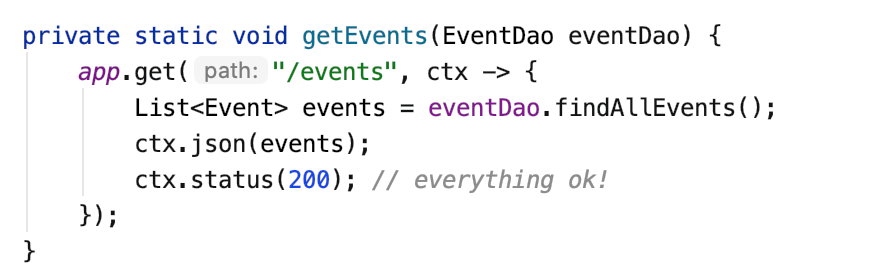 private static void getEvents(EventDao eventDao) {
    app.get( path: "/events", ctx -> {
        List<Event> events = eventDao.findAllEvents();
        ctx.json(events);
        ctx.status(200); // everything ok!
    });
}